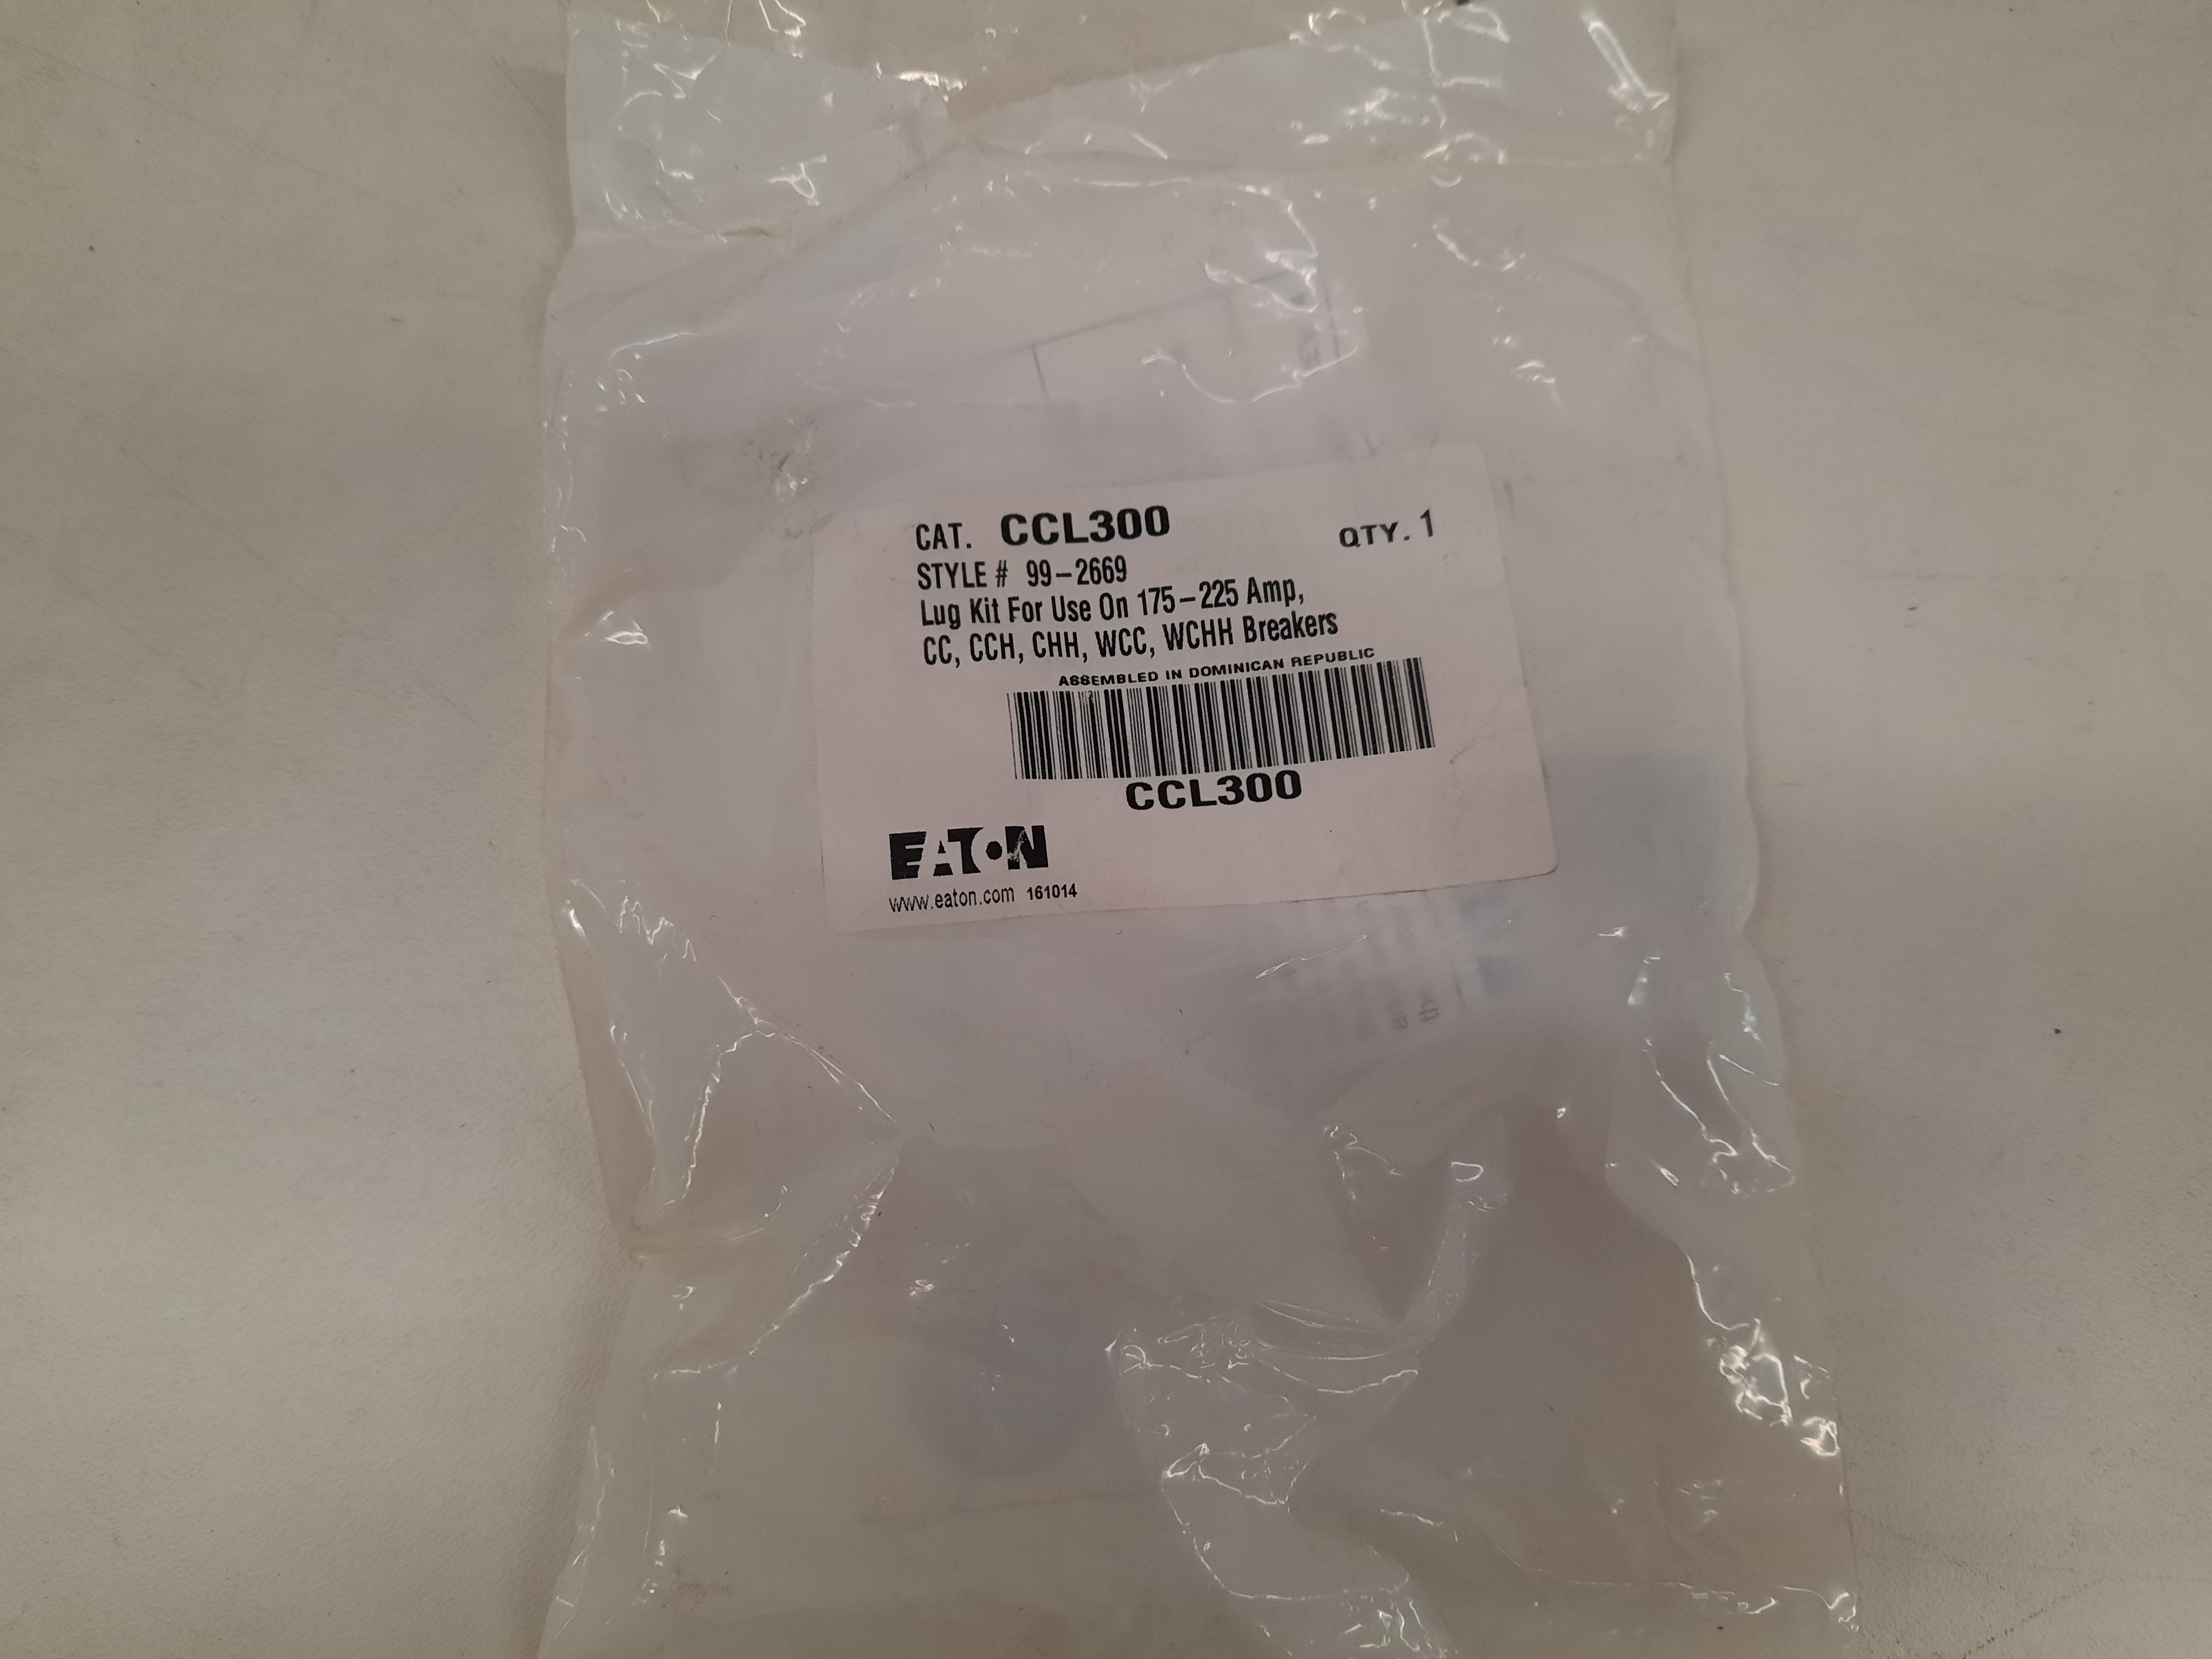 CAT. CCL300 QTY. 1
STYLE # 99-2669
Lug Kit For Use On 175-225 Amp,
CC, CCH, CHH, WCC, WCHH Breakers
ASSEMBLED IN DOMINICAN REPUBLIC
CCL300
EATON
www.eaton.com 161014